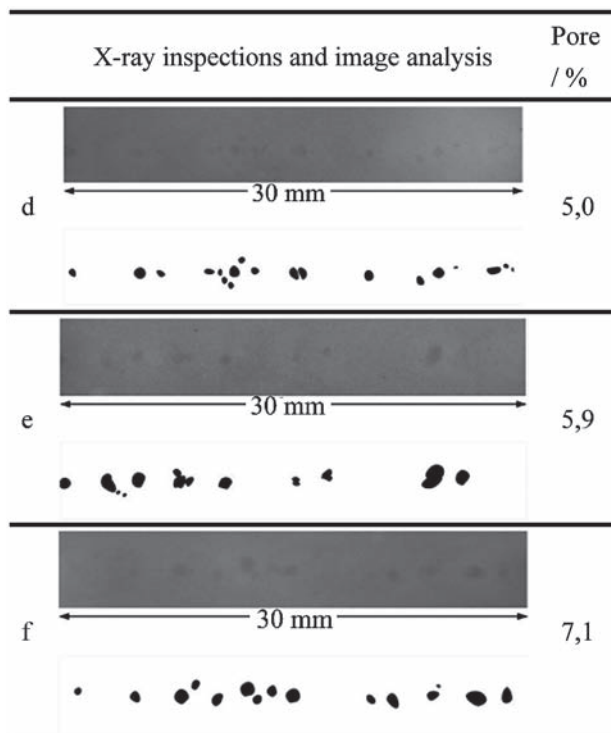 X-ray inspections and image analysis
Pore
/ %
30 mm
d
5,0
30 mm
e
5,9
30 mm
f
7,1